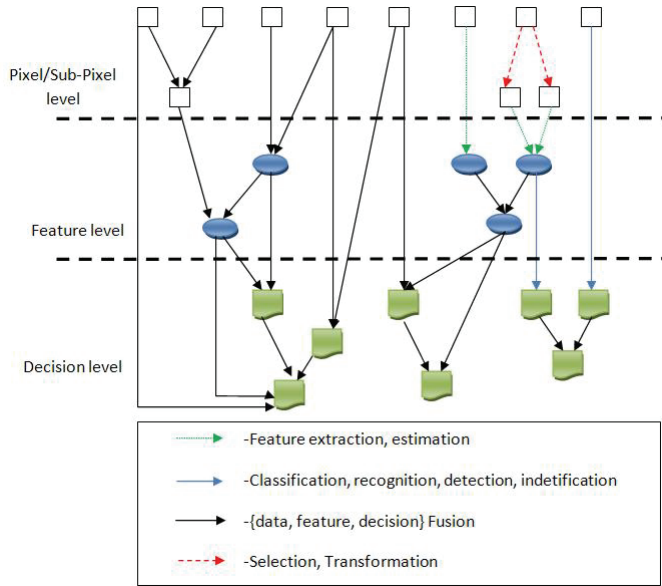 Pixel/Sub-Pixel
level
Feature level
Decision level
-Feature extraction, estimation
-Classification, recognition, detection, indetification
-{data, feature, decision} Fusion
-Selection, Transformation